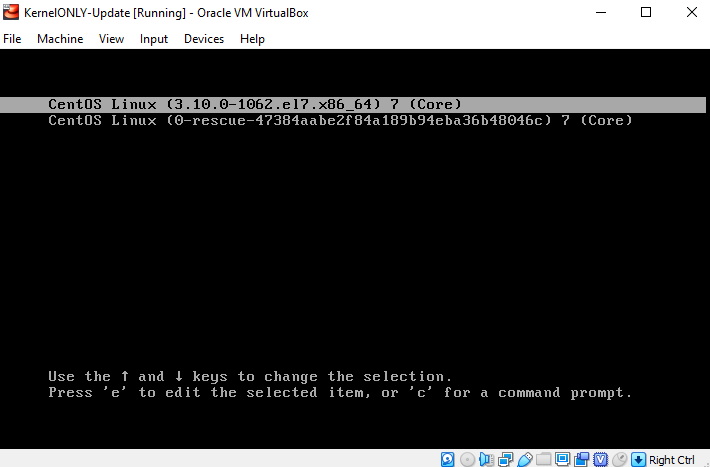 KernelONLY-Update [Running] - Oracle VM VirtualBox
File Machine View Input Devices Help
CentOS Linux (3.10.0-1062.el7.x86_64) 7 (Core)
CentOS Linux (0-rescue-47384aabe2f84a189b94eba36b48046c) 7 (Core)
Use the ↑ and ↓ keys to change the selection.
Press 'e' to edit the selected item, or 'c' for a command prompt.
Right Ctrl